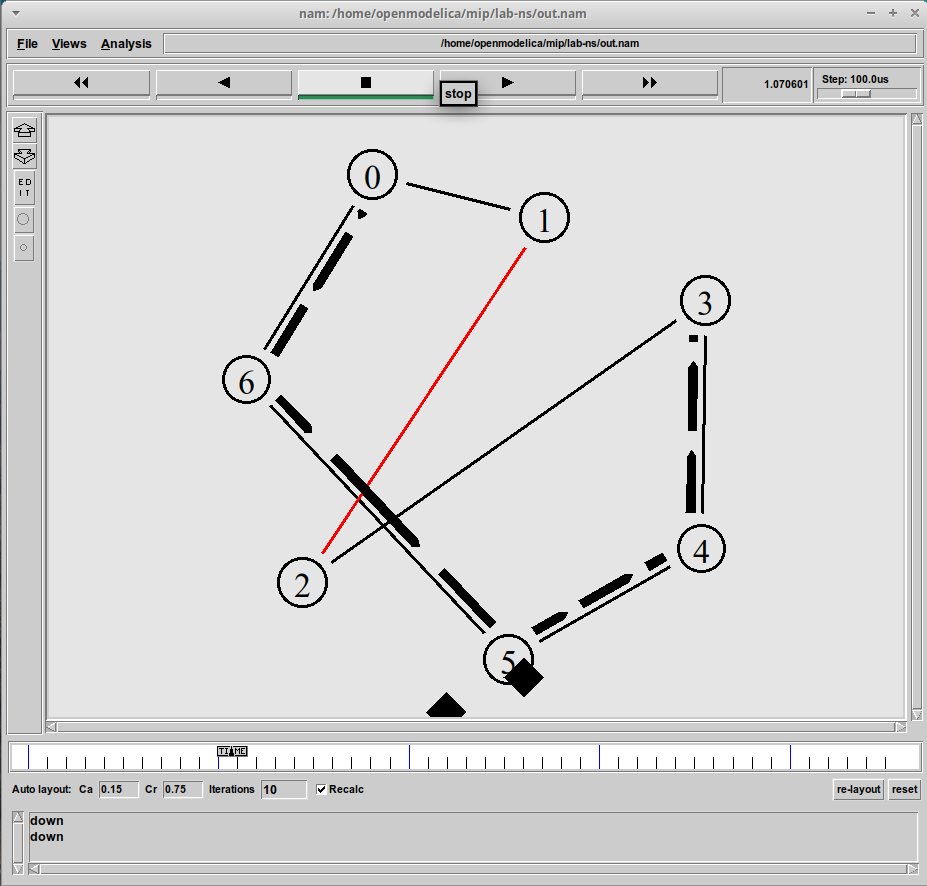 nam: /home/openmodelica/mip/lab-ns/out.nam
File Views Analysis /home/openmodelica/mip/lab-ns/out.nam
1.070601 Step: 100.0us
stop
ED
IT
0
1
3
6
4
2
5
TIME
Auto layout: Ca 0.15 Cr 0.75 Iterations 10 Recalc re-layout reset
down
down